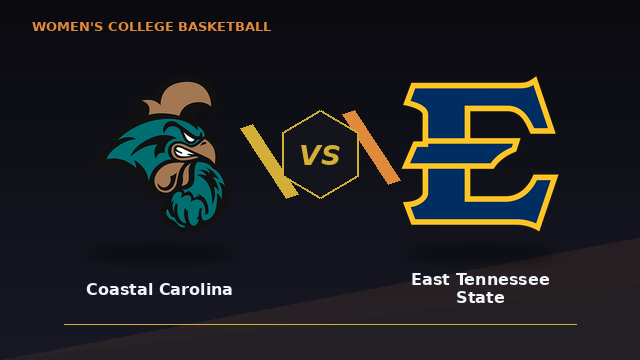 WOMEN'S COLLEGE BASKETBALL
VS
E
Coastal Carolina
East Tennessee
State